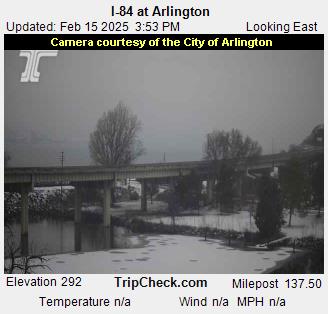 I-84 at Arlington
Updated: Feb 15 2025 3:53 PM Looking East
Camera courtesy of the City of Arlington
Elevation 292 TripCheck.com Milepost 137.50
Temperature n/a Wind n/a MPH n/a